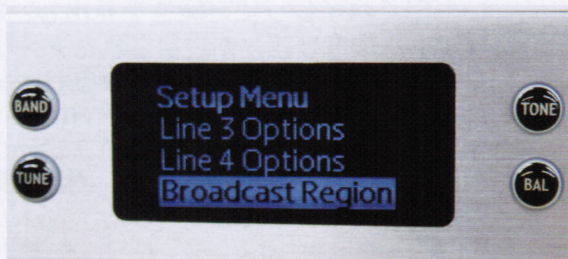 BAND
TUNE
Setup Menu
Line 3 Options
Line 4 Options
Broadcast Region
TONE
BAL